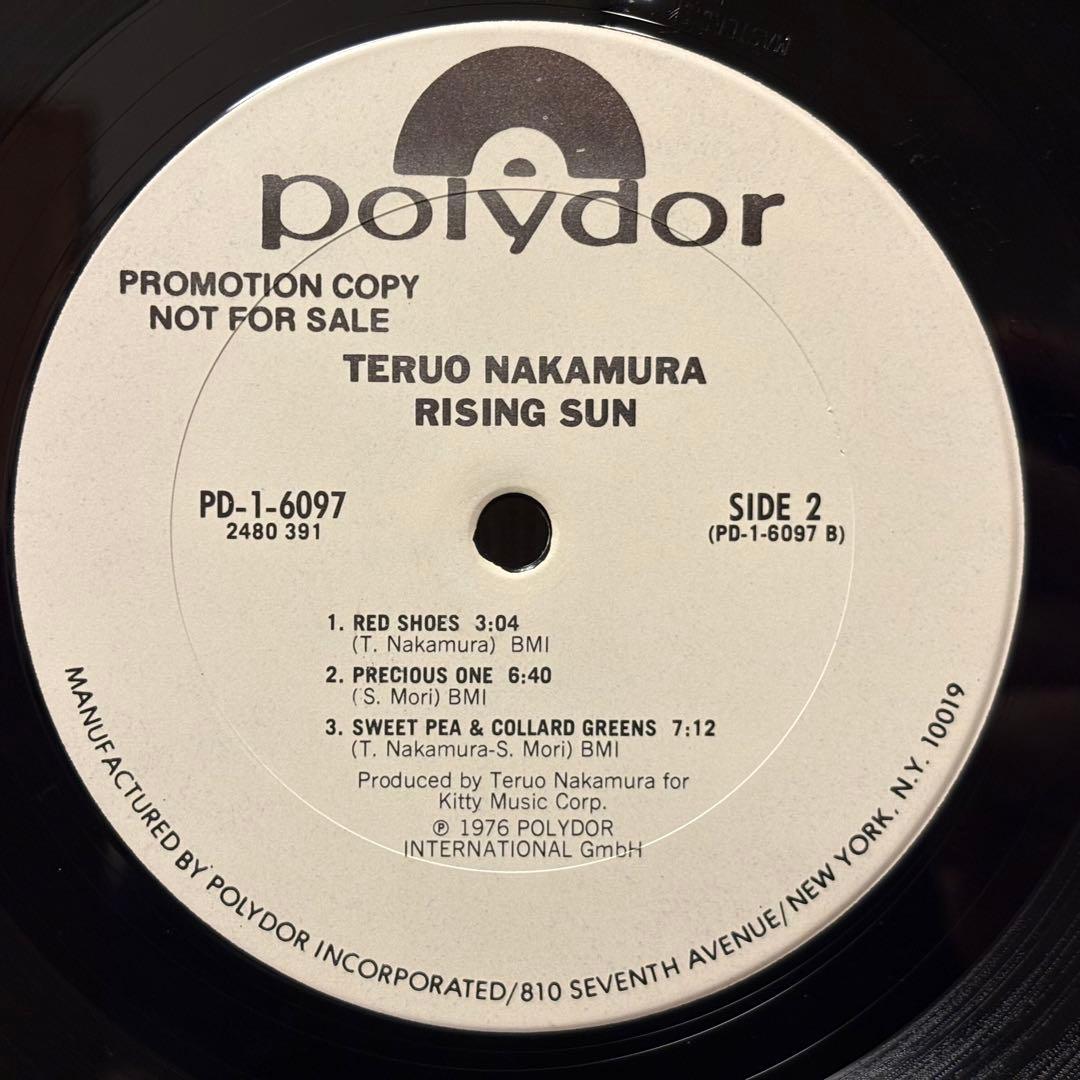 polydor
PROMOTION COPY
NOT FOR SALE
TERUO NAKAMURA
RISING SUN
PD-1-6097
2480 391
SIDE 2
(PD-1-6097 B)
1. RED SHOES 3:04
(T. Nakamura) BMI
2. PRECIOUS ONE 6:40
(S. Mori) BMI
3. SWEET PEA & COLLARD GREENS 7:12
(T. Nakamura-S. Mori) BMI
Produced by Teruo Nakamura for
Kitty Music Corp.
℗ 1976 POLYDOR
INTERNATIONAL GmbH
MANUFACTURED BY POLYDOR INCORPORATED/810 SEVENTH AVENUE/NEW YORK, N.Y. 10019